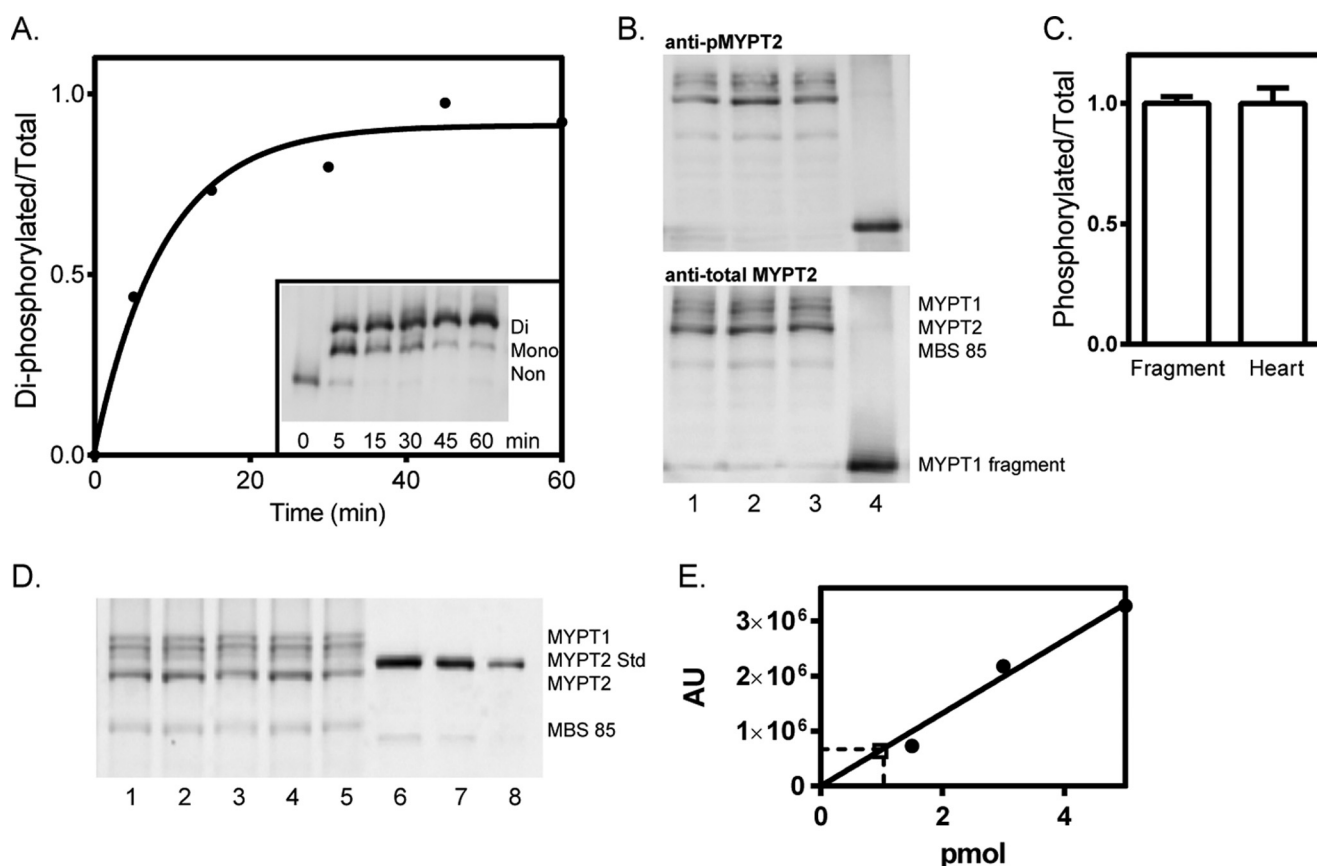 A.
Di-phosphorylated/Total
1.0
0.5
0.0
0
20
40
60
Time (min)
Di
Mono
Non
0 5 15 30 45 60 min
B.
anti-pMYPT2
anti-total MYPT2
MYPT1
MYPT2
MBS 85
MYPT1 fragment
1 2 3 4
C.
Phosphorylated/Total
1.0
0.5
0.0
Fragment Heart
D.
MYPT1
MYPT2 Std
MYPT2
MBS 85
1 2 3 4 5 6 7 8
E.
AU
3×10⁶
2×10⁶
1×10⁶
0
0 2 4
pmol